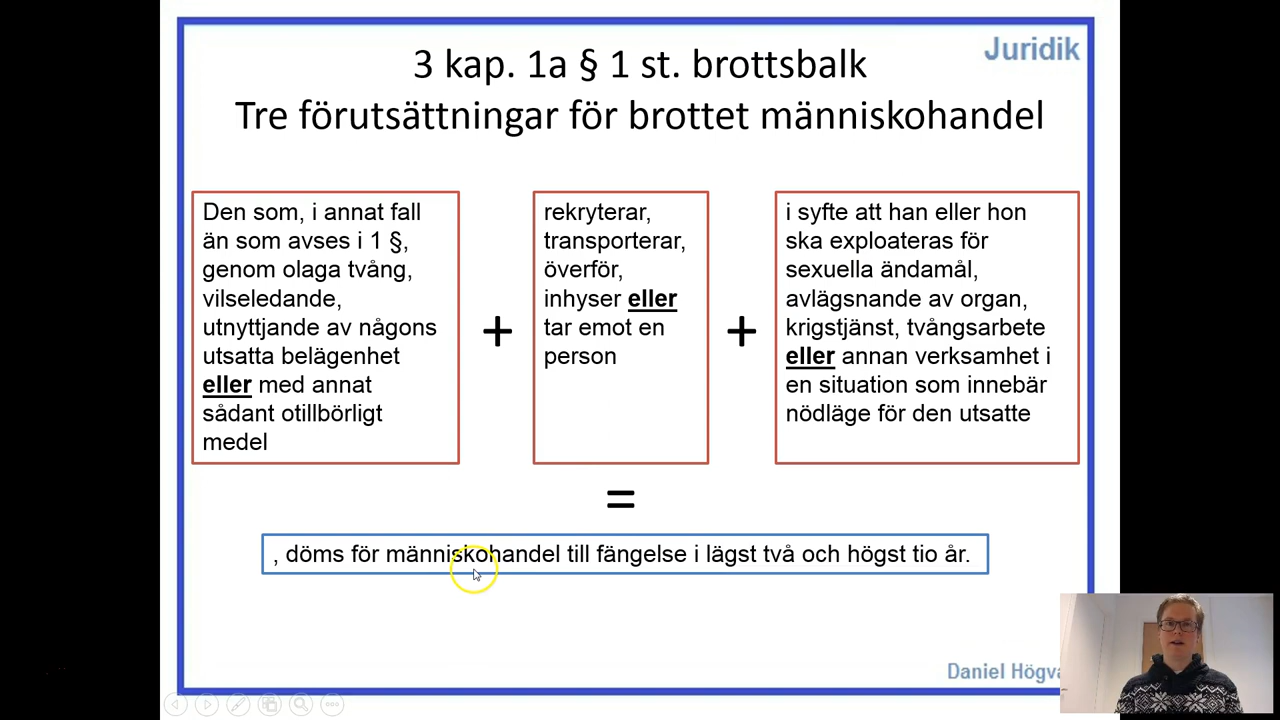 Juridik
3 kap. 1a § 1 st. brottsbalk
Tre förutsättningar för brottet människohandel
Den som, i annat fall
än som avses i 1 §,
genom olaga tvång,
vilseledande,
utnyttjande av någons
utsatta belägenhet
eller med annat
sådant otillbörligt
medel
+
rekryterar,
transporterar,
överför,
inhyser eller
tar emot en
person
+
i syfte att han eller hon
ska exploateras för
sexuella ändamål,
avlägsnande av organ,
krigstjänst, tvångsarbete
eller annan verksamhet i
en situation som innebär
nödläge för den utsatte
=
, döms för människohandel till fängelse i lägst två och högst tio år.
Daniel